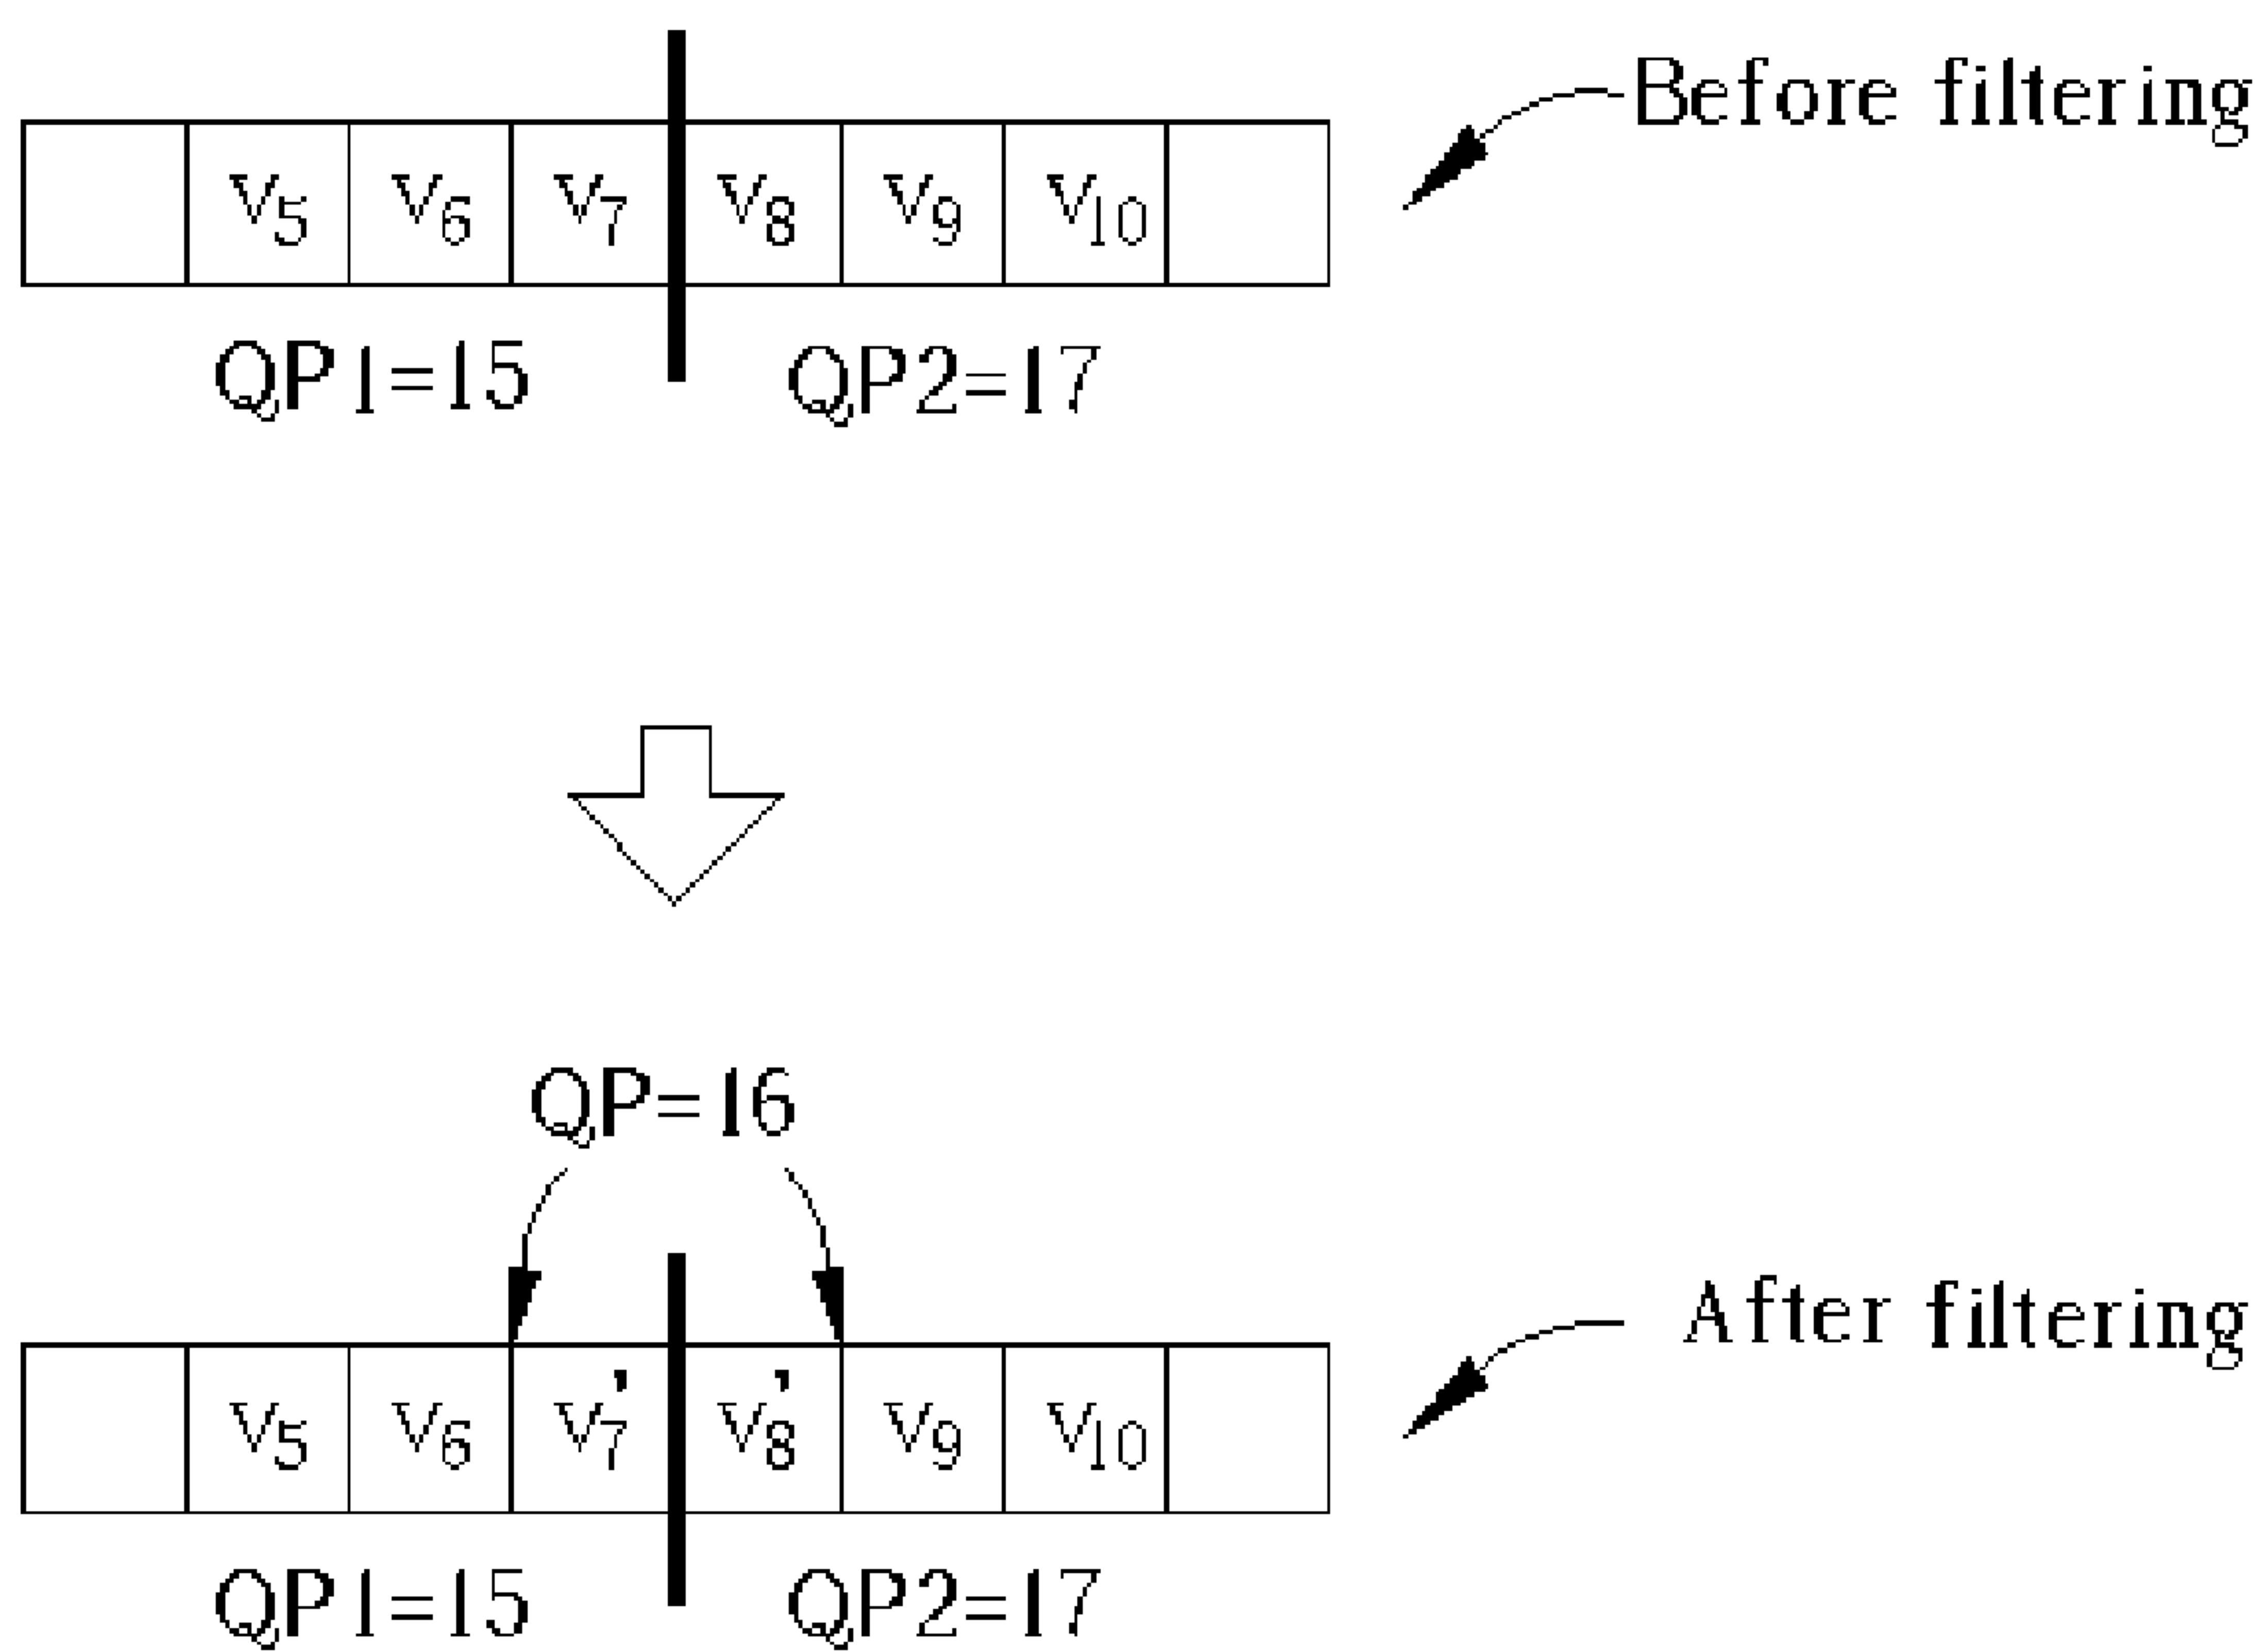 Before filtering
v5 v6 v7 v8 v9 v10
QP1=15 QP2=17
QP=16
After filtering
v5 v6 v7' v8' v9 v10
QP1=15 QP2=17